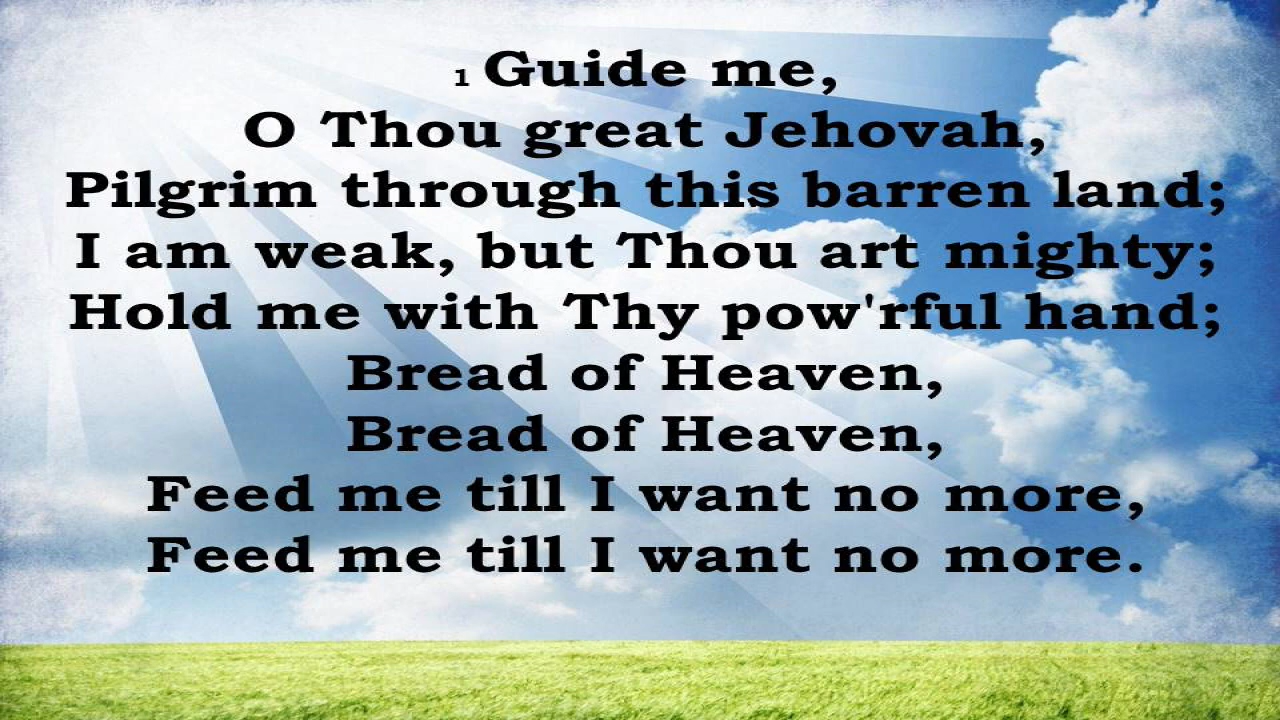 1 Guide me,
O Thou great Jehovah,
Pilgrim through this barren land;
I am weak, but Thou art mighty;
Hold me with Thy pow'rful hand;
Bread of Heaven,
Bread of Heaven,
Feed me till I want no more,
Feed me till I want no more.